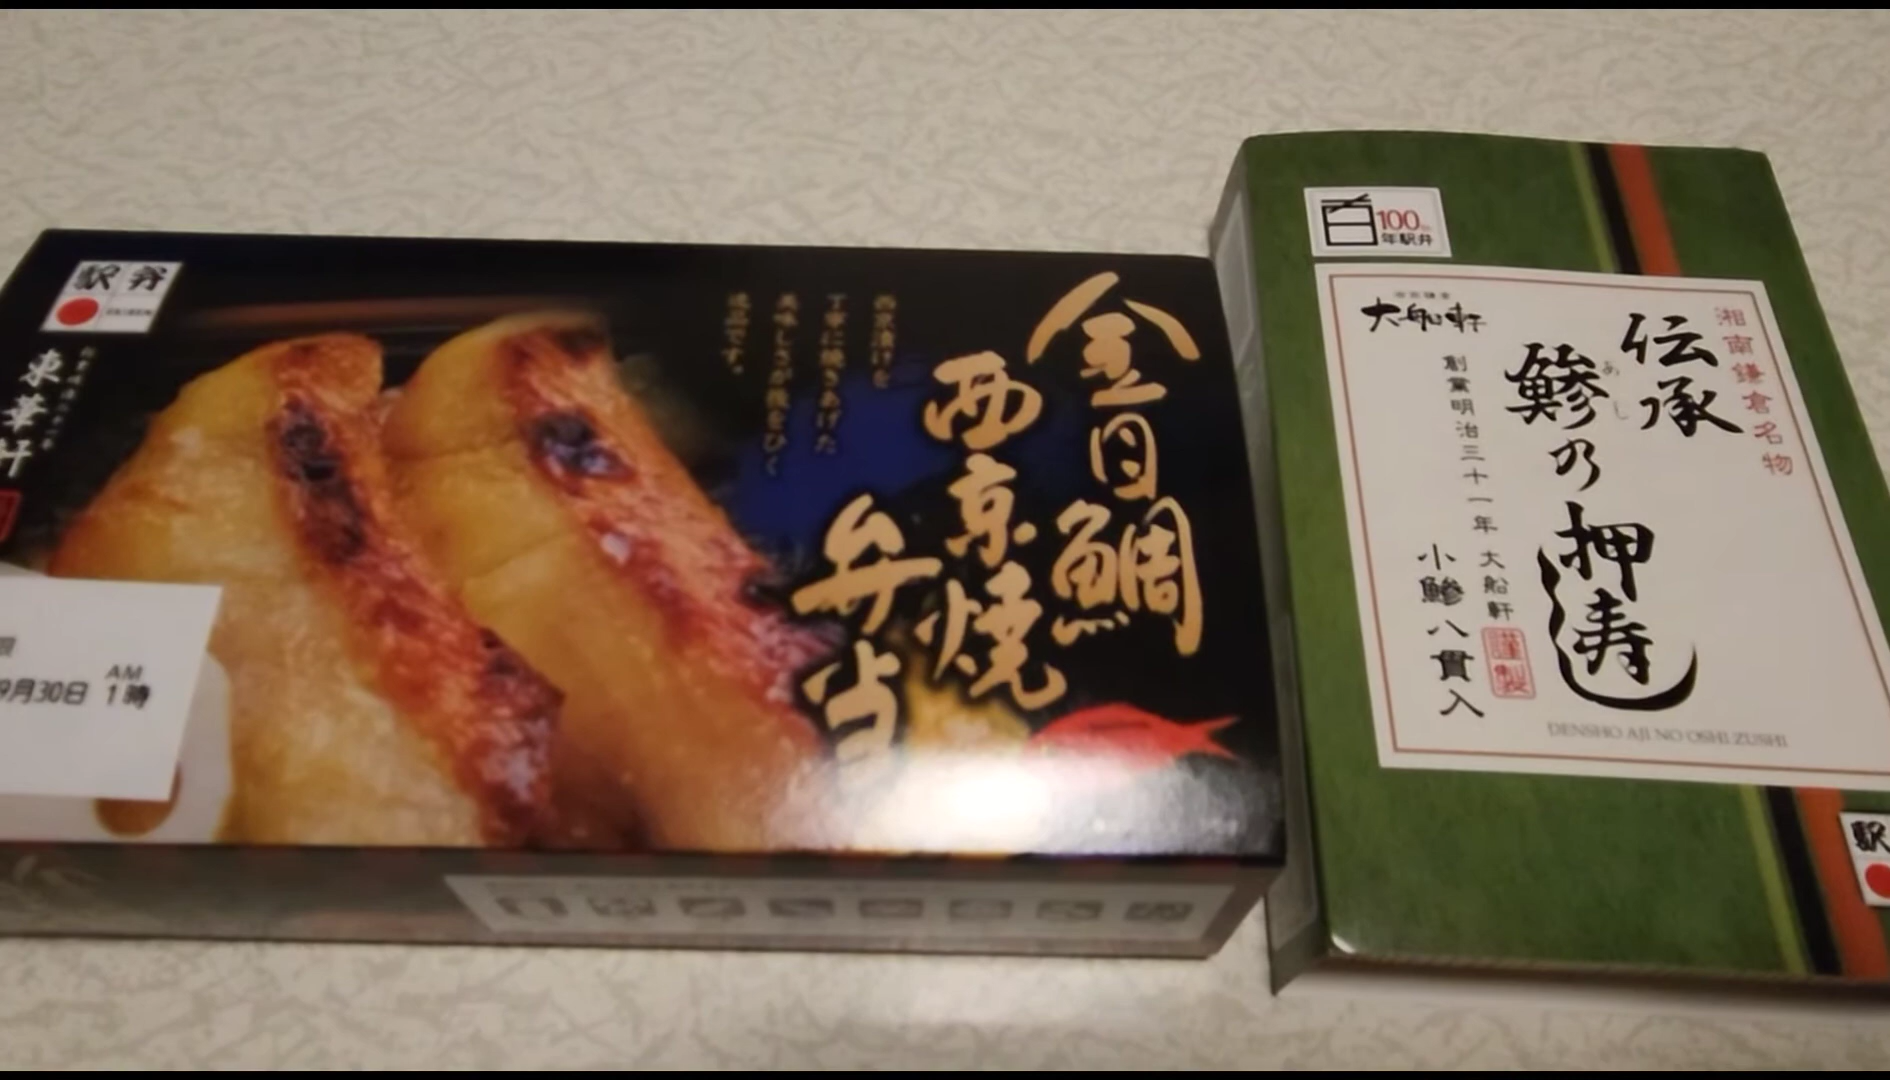 駅弁
EKIBEN
東華軒
金目鯛
西京焼
弁当
西京漬けを
丁寧に焼きあげた
美味しさが後をひく
逸品です。
9月30日 AM 1時
100年駅弁
大船軒
湘南鎌倉名物
伝承
鯵の押寿し
あじ
創業明治三十一年 大船軒
謹製
小鯵八貫入
DENSHO AJI NO OSHI ZUSHI
駅